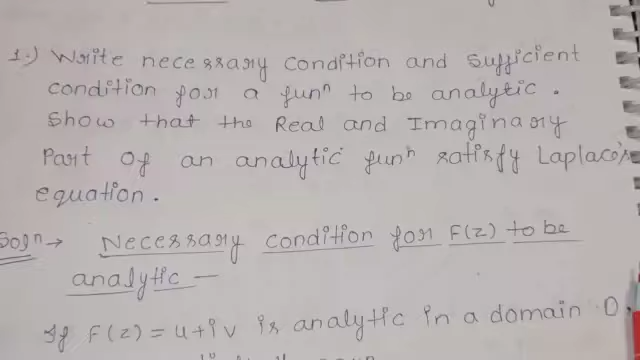 1.) Write necessary condition and sufficient
condition for a funⁿ to be analytic.
Show that the Real and Imaginary
Part Of an analytic funⁿ satisfy Laplace's
equation.
Solⁿ → Necessary condition for F(z) to be
analytic —
If F(z) = u+iv is analytic in a domain D,